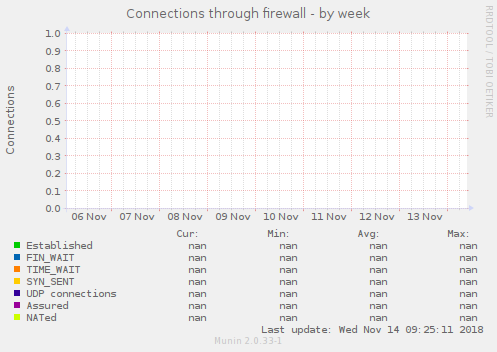 Connections through firewall - by week
RRDTOOL / TOBI OETIKER
Connections
1.0
0.9
0.8
0.7
0.6
0.5
0.4
0.3
0.2
0.1
0.0
06 Nov 07 Nov 08 Nov 09 Nov 10 Nov 11 Nov 12 Nov 13 Nov
Cur: Min: Avg: Max:
Established nan nan nan nan
FIN_WAIT nan nan nan nan
TIME_WAIT nan nan nan nan
SYN_SENT nan nan nan nan
UDP connections nan nan nan nan
Assured nan nan nan nan
NATed nan nan nan nan
Last update: Wed Nov 14 09:25:11 2018
Munin 2.0.33-1